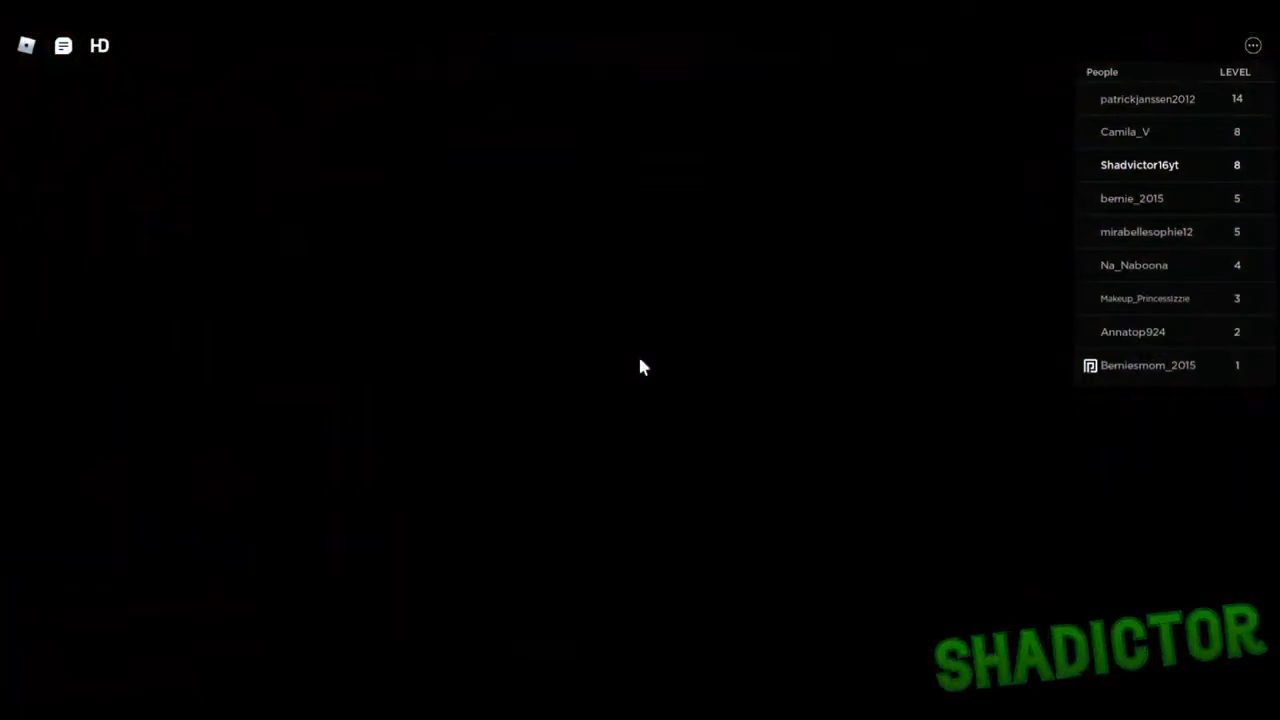 HD
People LEVEL
patrickjanssen2012 14
Camila_V 8
Shadvictor16yt 8
bernie_2015 5
mirabellesophie12 5
Na_Naboona 4
Makeup_Princessizzie 3
Annatop924 2
Berniesmom_2015 1
SHADICTOR